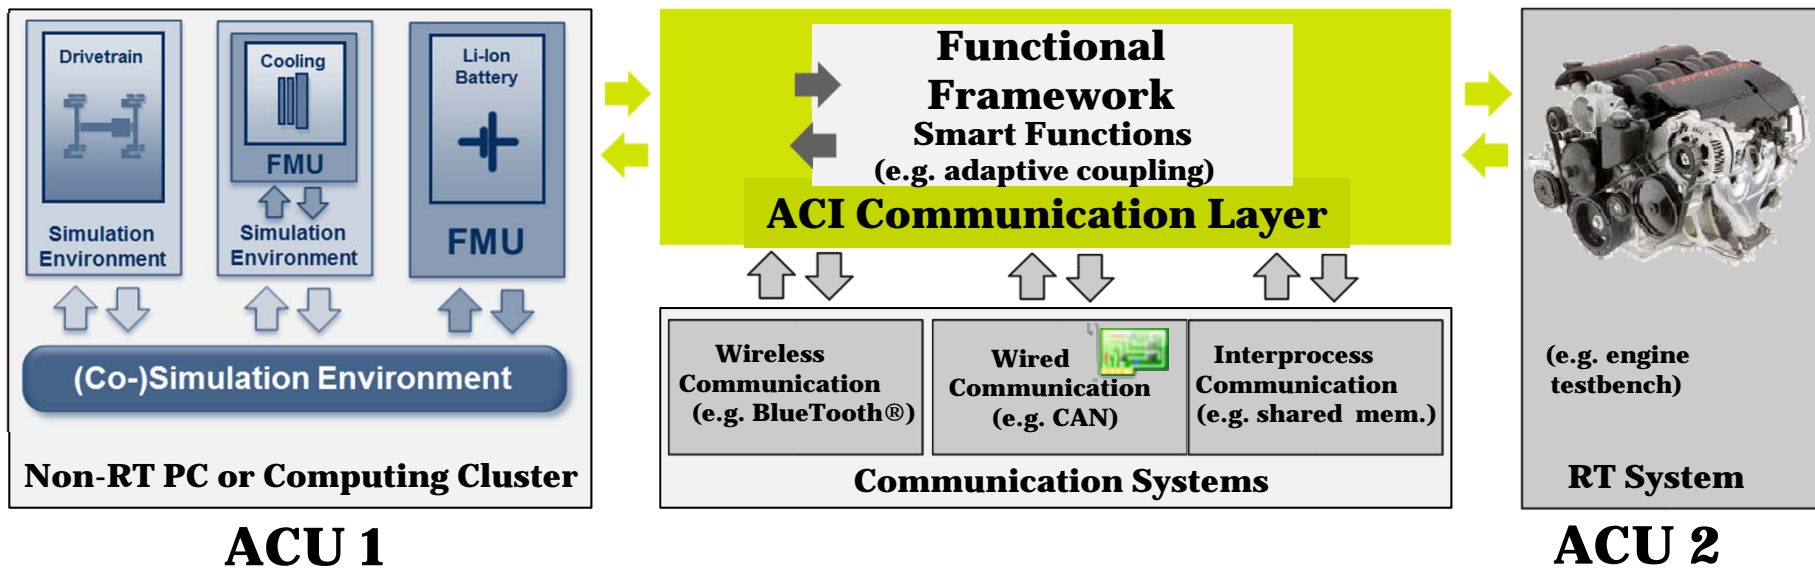 Drivetrain
Simulation
Environment
Cooling
FMU
Simulation
Environment
Li-Ion
Battery
FMU
(Co-)Simulation Environment
Non-RT PC or Computing Cluster
ACU 1
Functional
Framework
Smart Functions
(e.g. adaptive coupling)
ACI Communication Layer
Wireless
Communication
(e.g. BlueTooth®)
Wired
Communication
(e.g. CAN)
Interprocess
Communication
(e.g. shared mem.)
Communication Systems
(e.g. engine
testbench)
RT System
ACU 2